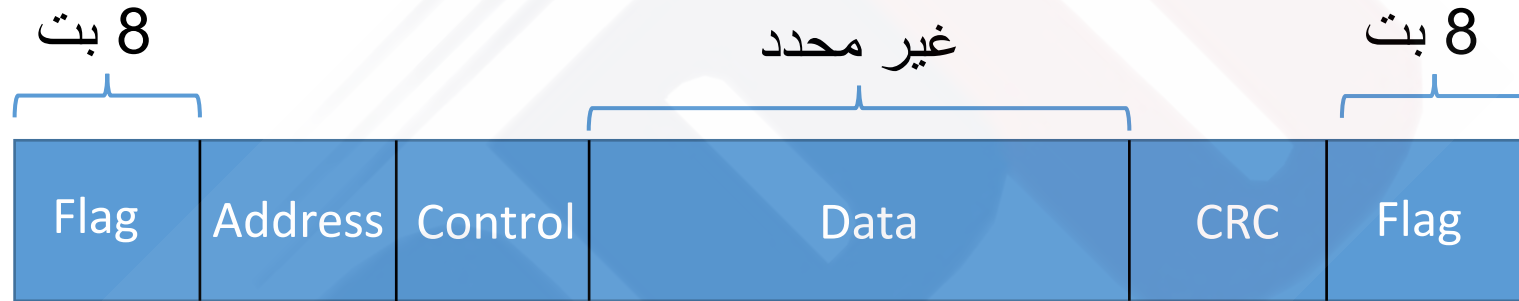 8 بت
غير محدد
8 بت
Flag
Address
Control
Data
CRC
Flag